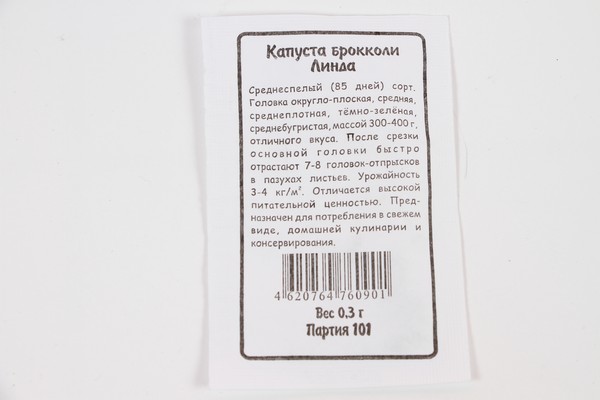 Капуста брокколи
Линда
Среднеспелый (85 дней) сорт.
Головка округло-плоская, средняя,
среднеплотная, тёмно-зелёная,
среднебугристая, массой 300-400 г,
отличного вкуса. После срезки
основной головки быстро
отрастают 7-8 головок-отпрысков
в пазухах листьев. Урожайность
3-4 кг/м². Отличается высокой
питательной ценностью. Пред-
назначен для потребления в свежем
виде, домашней кулинарии и
консервирования.
4 620764 760901
Вес 0,3 г
Партия 101